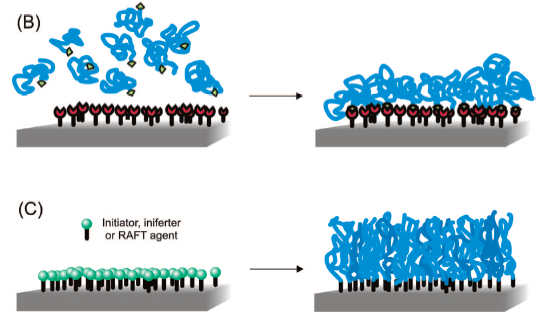 (B)
(C)
Initiator, iniferter
or RAFT agent